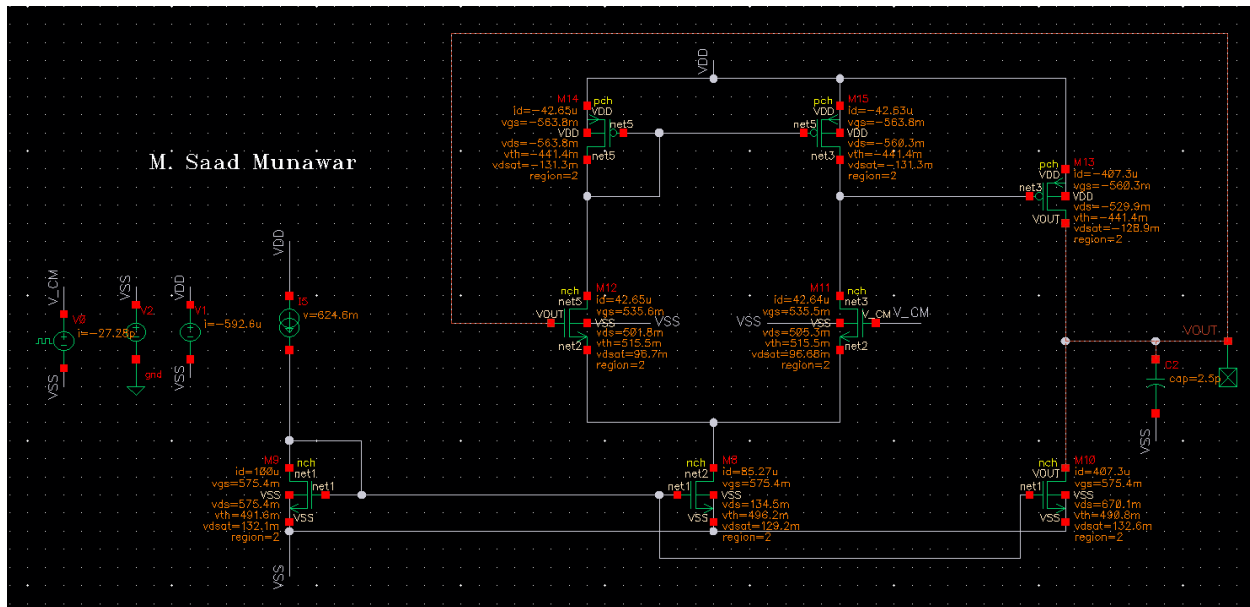 VDD
M14
pch
VDD
id=-42.65u
vgs=-563.8m
VDD
net5
vds=-563.8m
vth=-441.4m
net5
vdsat=-131.3m
region=2
M15
pch
VDD
id=-42.63u
vgs=-563.8m
net5
VDD
vds=-560.3m
vth=-441.4m
net3
vdsat=-131.3m
region=2
M. Saad Munawar
M13
pch
VDD
id=-407.3u
vgs=-560.3m
net3
VDD
vds=-529.9m
vth=-441.4m
VOUT
vdsat=-128.9m
region=2
V_CM
V0
i=-27.28p
VSS
VSS
V2
gnd
VDD
V1
i=-592.6u
VSS
VDD
I5
v=624.6m
M12
nch
net5
id=42.65u
vgs=535.6m
VOUT
VSS
VSS
vds=501.8m
vth=515.5m
net2
vdsat=96.7m
region=2
M11
nch
net3
id=42.64u
vgs=535.5m
VSS
VSS
V_CM
V_CM
vds=505.3m
vth=515.5m
net2
vdsat=96.68m
region=2
VOUT
C2
cap=2.5p
VSS
M9
nch
net1
id=100u
vgs=575.4m
VSS
net1
vds=575.4m
vth=491.6m
VSS
vdsat=132.1m
region=2
VSS
M8
nch
net2
id=85.27u
vgs=575.4m
net1
VSS
vds=134.5m
vth=496.2m
VSS
vdsat=129.2m
region=2
M10
nch
VOUT
id=407.3u
vgs=575.4m
net1
VSS
vds=670.1m
vth=490.8m
VSS
vdsat=132.6m
region=2